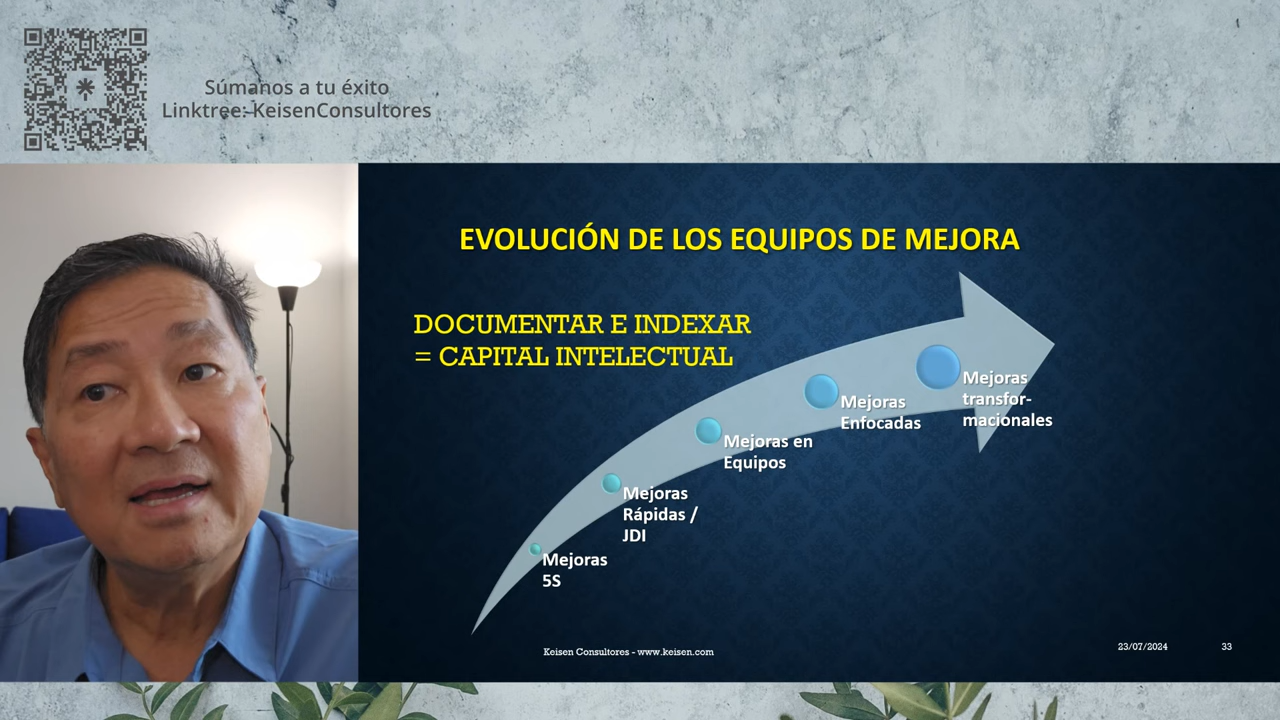 Súmanos a tu éxito
Linktree: KeisenConsultores
EVOLUCIÓN DE LOS EQUIPOS DE MEJORA
DOCUMENTAR E INDEXAR
= CAPITAL INTELECTUAL
Mejoras
transfor-
macionales
Mejoras
Enfocadas
Mejoras en
Equipos
Mejoras
Rápidas /
JDI
Mejoras
5S
Keisen Consultores - www.keisen.com
23/07/2024
33